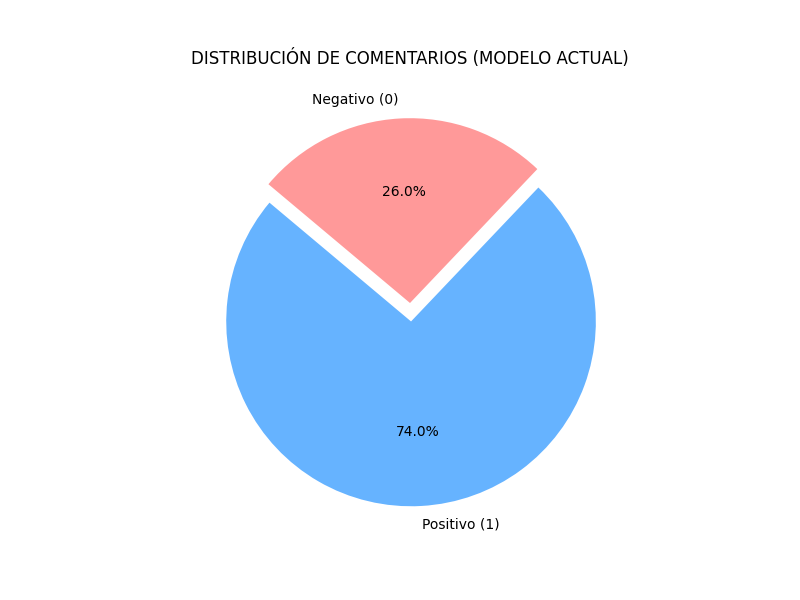 DISTRIBUCIÓN DE COMENTARIOS (MODELO ACTUAL)
Negativo (0)
26.0%
74.0%
Positivo (1)